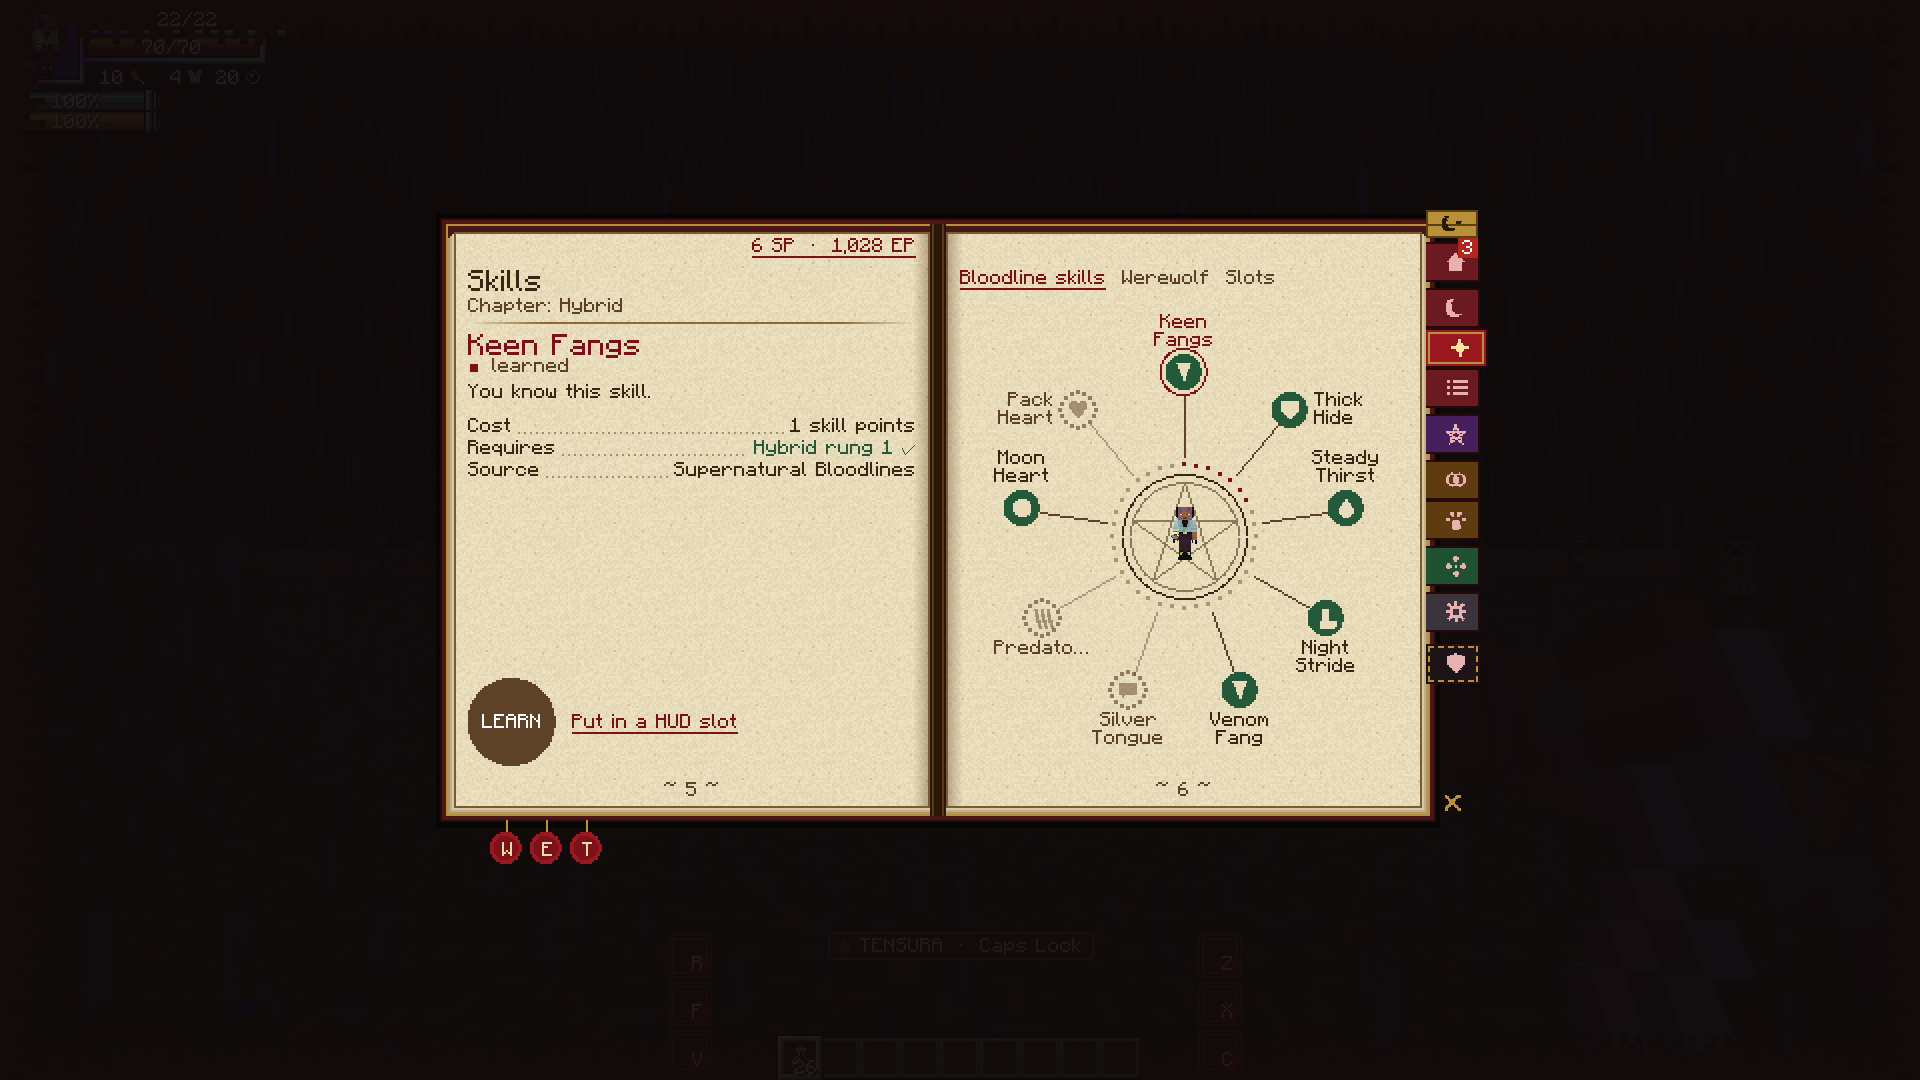 22/22
70/70
10 4 20
100%
100%
6 SP · 1,028 EP
Skills
Chapter: Hybrid
Keen Fangs
learned
You know this skill.
Cost 1 skill points
Requires Hybrid rung 1 ✓
Source Supernatural Bloodlines
LEARN
Put in a HUD slot
~ 5 ~
Bloodline skills Werewolf Slots
Keen
Fangs
Pack
Heart
Thick
Hide
Moon
Heart
Steady
Thirst
Predato...
Night
Stride
Silver
Tongue
Venom
Fang
~ 6 ~
3
X
W E T
TENSURA · Caps Lock
R
F
V
Z
X
C
26